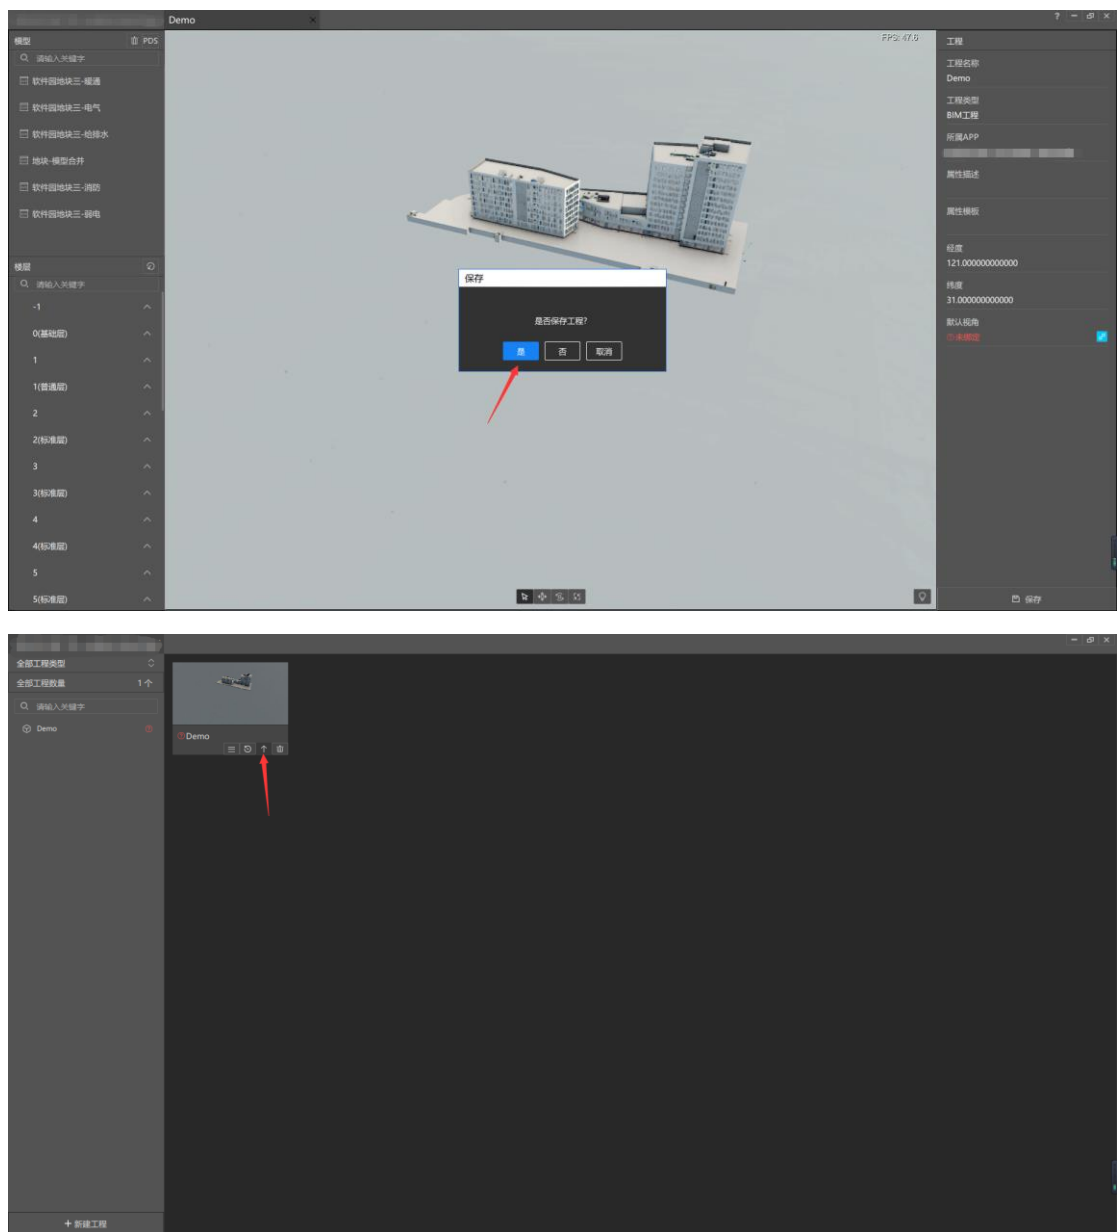 Demo
模型
PDS
请输入关键字
软件园地块三-暖通
软件园地块三-电气
软件园地块三-给排水
地块-模型合并
软件园地块三-消防
软件园地块三-弱电
楼层
请输入关键字
-1
0(基础层)
1
1(普通层)
2
2(标准层)
3
3(标准层)
4
4(标准层)
5
5(标准层)
FPS: 47.6
保存
是否保存工程?
是
否
取消
?
工程
工程名称
Demo
工程类型
BIM工程
所属APP
属性描述
属性模板
经度
121.000000000000
纬度
31.00000000000
默认视角
未绑定
保存
全部工程类型
全部工程数量 1个
请输入关键字
Demo
Demo
+ 新建工程